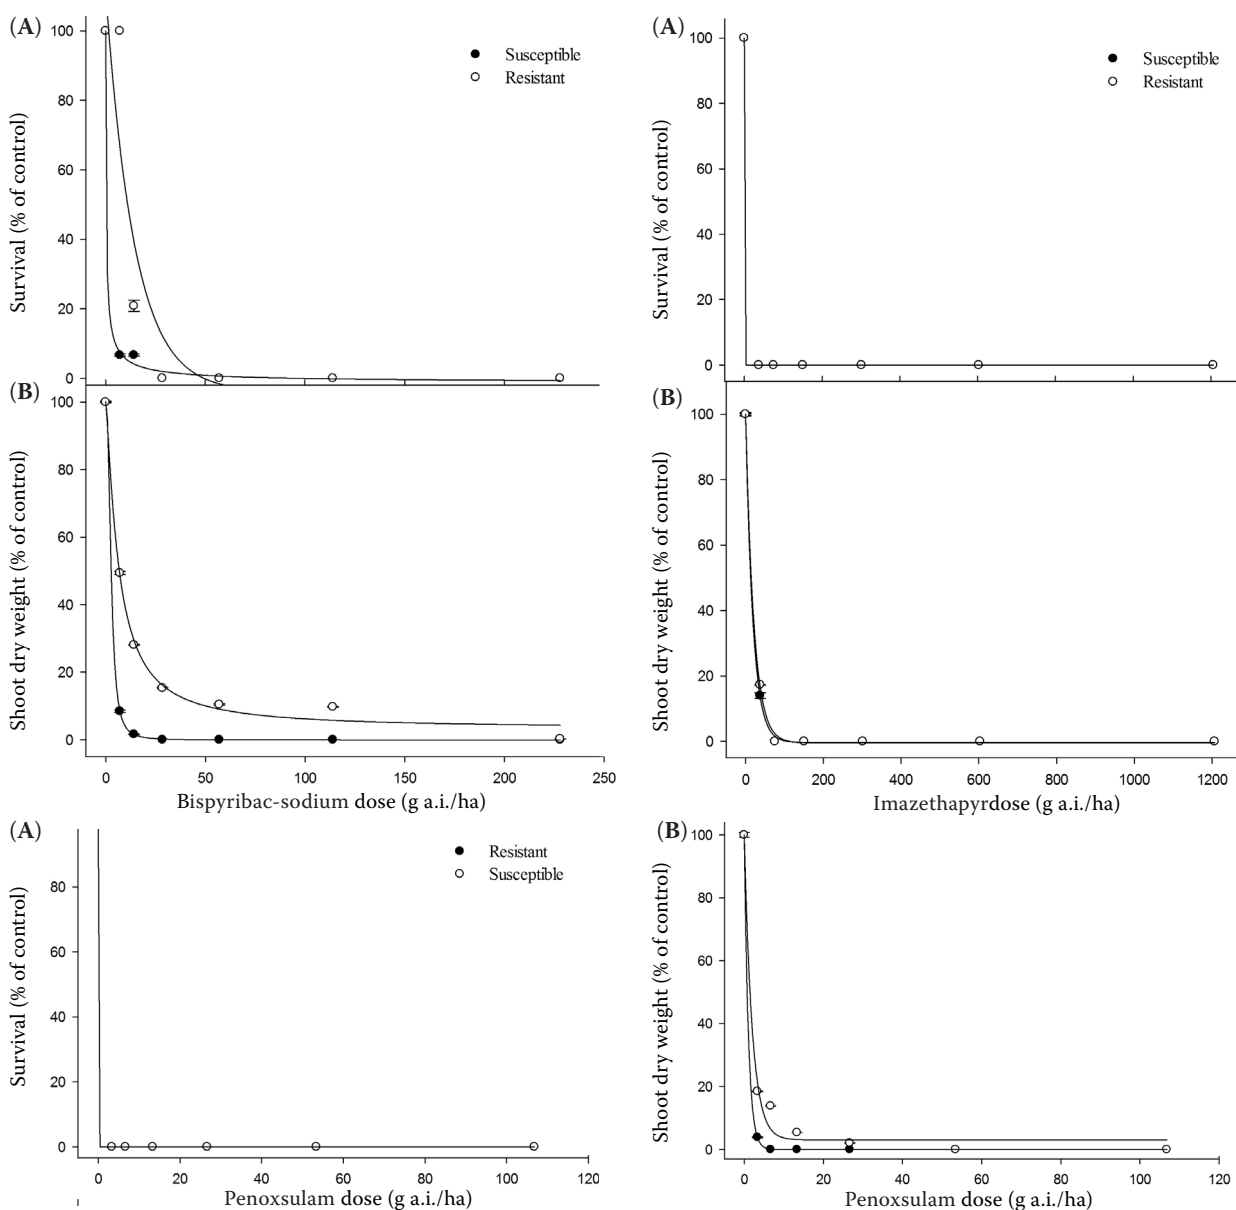 (A)
100
80
60
40
20
0
Survival (% of control)
Susceptible
Resistant
(B)
100
80
60
40
20
0
Shoot dry weight (% of control)
0 50 100 150 200 250
Bispyribac-sodium dose (g a.i./ha)
(A)
100
80
60
40
20
0
Survival (% of control)
Susceptible
Resistant
(B)
100
80
60
40
20
0
Shoot dry weight (% of control)
0 200 400 600 800 1000 1200
Imazethapyrdose (g a.i./ha)
(A)
80
60
40
20
0
Survival (% of control)
Resistant
Susceptible
0 20 40 60 80 100 120
Penoxsulam dose (g a.i./ha)
(B)
100
80
60
40
20
0
Shoot dry weight (% of control)
0 20 40 60 80 100 120
Penoxsulam dose (g a.i./ha)